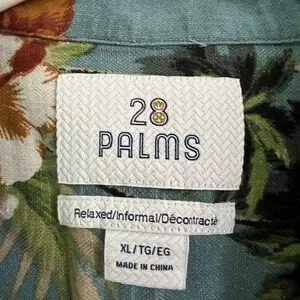 28
PALMS
Relaxed/Informal/Décontracté
XL/TG/EG
MADE IN CHINA